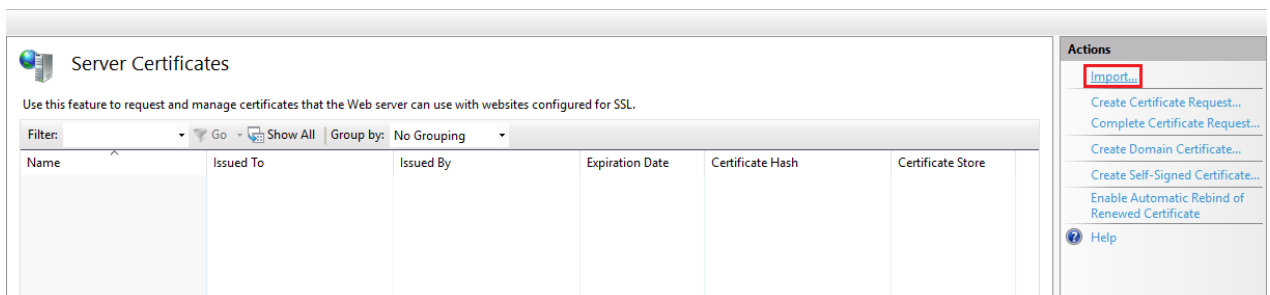 Server Certificates
Use this feature to request and manage certificates that the Web server can use with websites configured for SSL.
Filter: Go Show All Group by: No Grouping
Name Issued To Issued By Expiration Date Certificate Hash Certificate Store
Actions
Import...
Create Certificate Request...
Complete Certificate Request...
Create Domain Certificate...
Create Self-Signed Certificate...
Enable Automatic Rebind of
Renewed Certificate
Help